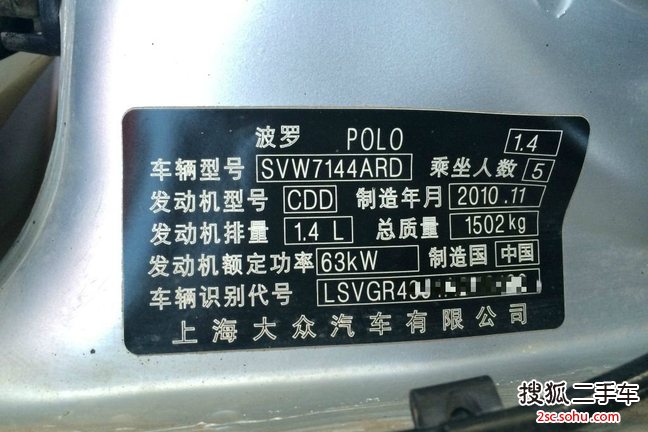 波罗 POLO 1.4
车辆型号 SVW7144ARD 乘坐人数 5
发动机型号 CDD 制造年月 2010.11
发动机排量 1.4 L 总质量 1502kg
发动机额定功率 63kW 制造国 中国
车辆识别代号 LSVGR4
上海大众汽车有限公司
搜狐二手车
2sc.sohu.com